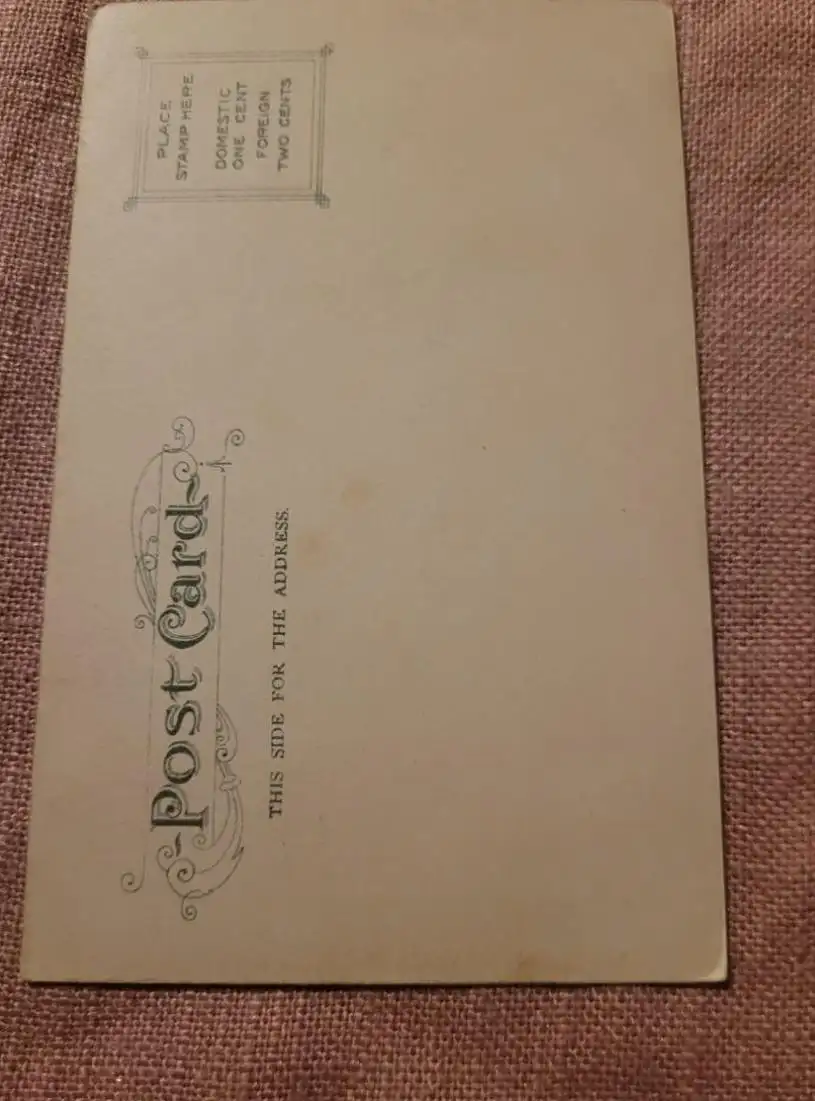 Post Card
THIS SIDE FOR THE ADDRESS.
PLACE
STAMP HERE
DOMESTIC
ONE CENT
FOREIGN
TWO CENTS